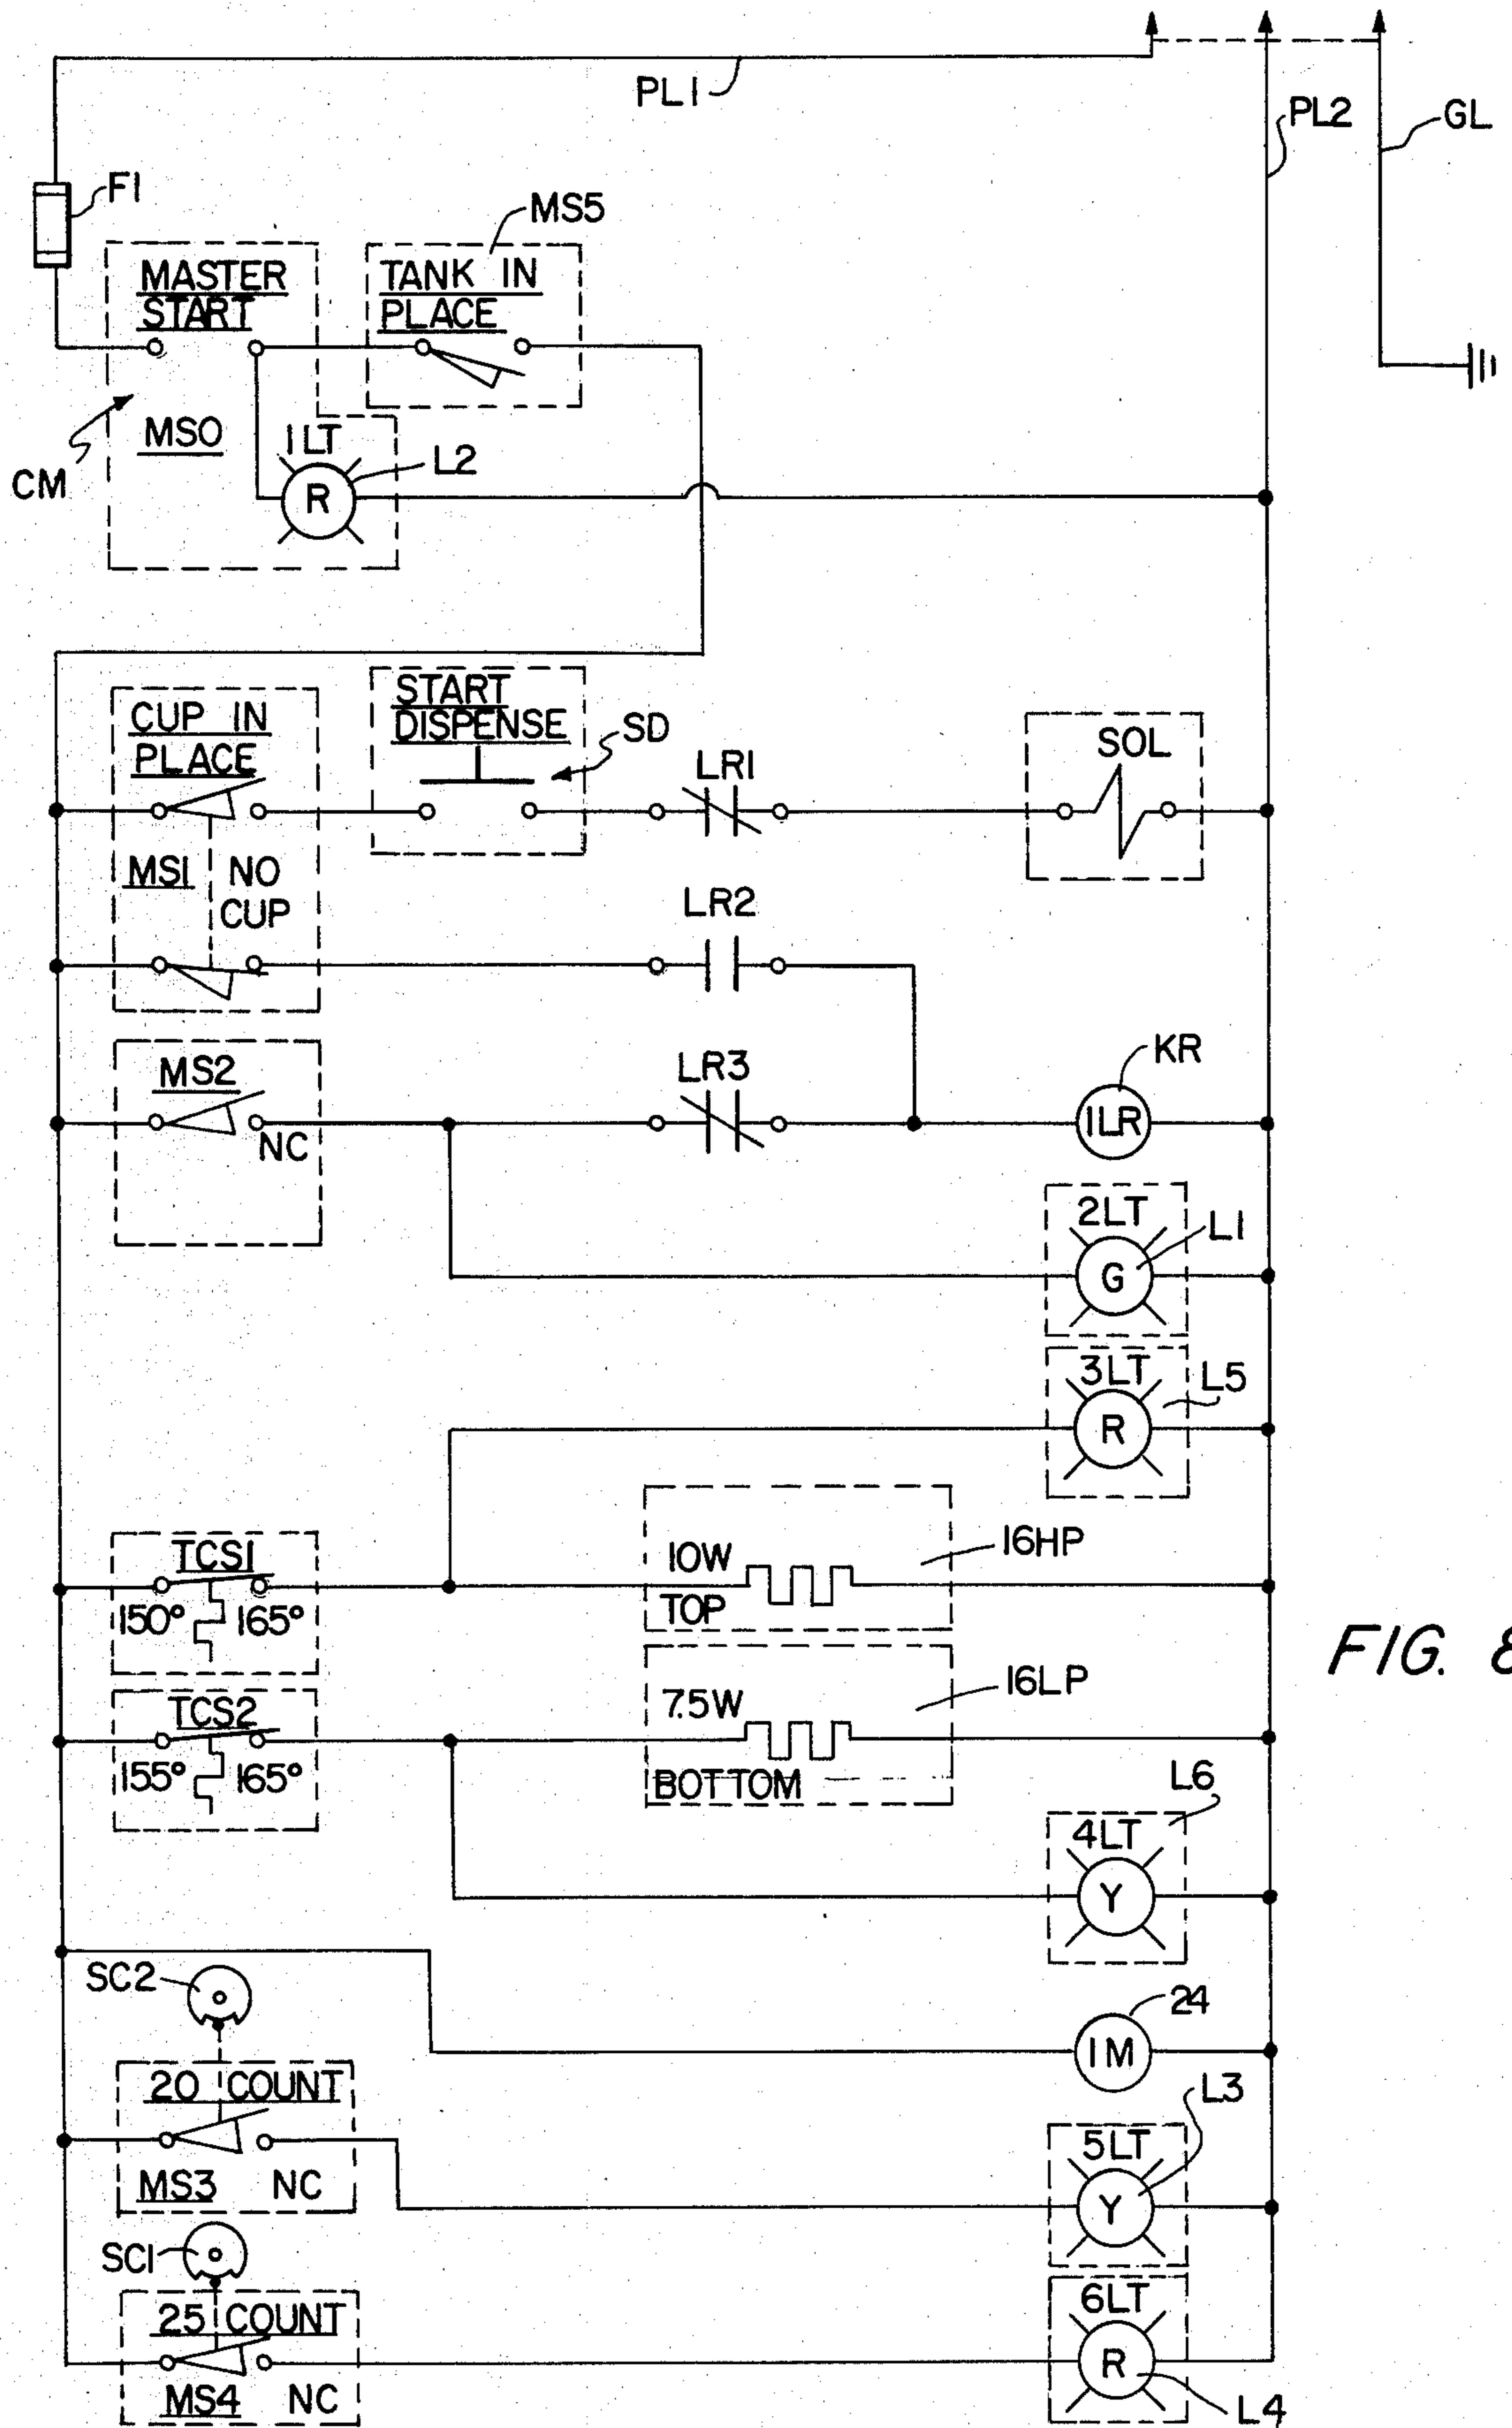 PL1
PL2
GL
F1
MS5
MASTER
START
TANK IN
PLACE
MS0
1LT
R
L2
CM
CUP IN
PLACE
START
DISPENSE
SD
LR1
SOL
MS1
NO
CUP
LR2
MS2
NC
LR3
KR
1LR
2LT
G
L1
3LT
R
L5
TCS1
150° 165°
10W
TOP
16HP
TCS2
155° 165°
7.5W
BOTTOM
16LP
L6
4LT
Y
SC2
24
1M
20 COUNT
MS3 NC
L3
5LT
Y
SC1
25 COUNT
MS4 NC
6LT
R
L4
FIG. 8